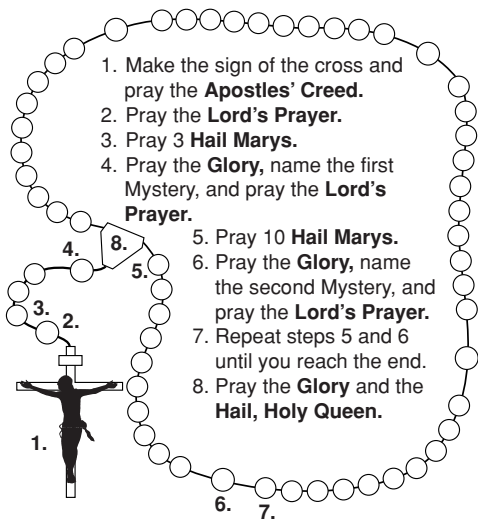 1. Make the sign of the cross and
pray the Apostles' Creed.
2. Pray the Lord's Prayer.
3. Pray 3 Hail Marys.
4. Pray the Glory, name the first
Mystery, and pray the Lord's
Prayer.
5. Pray 10 Hail Marys.
6. Pray the Glory, name
the second Mystery, and
pray the Lord's Prayer.
7. Repeat steps 5 and 6
until you reach the end.
8. Pray the Glory and the
Hail, Holy Queen.
8.
4.
5.
3.
2.
1.
6.
7.